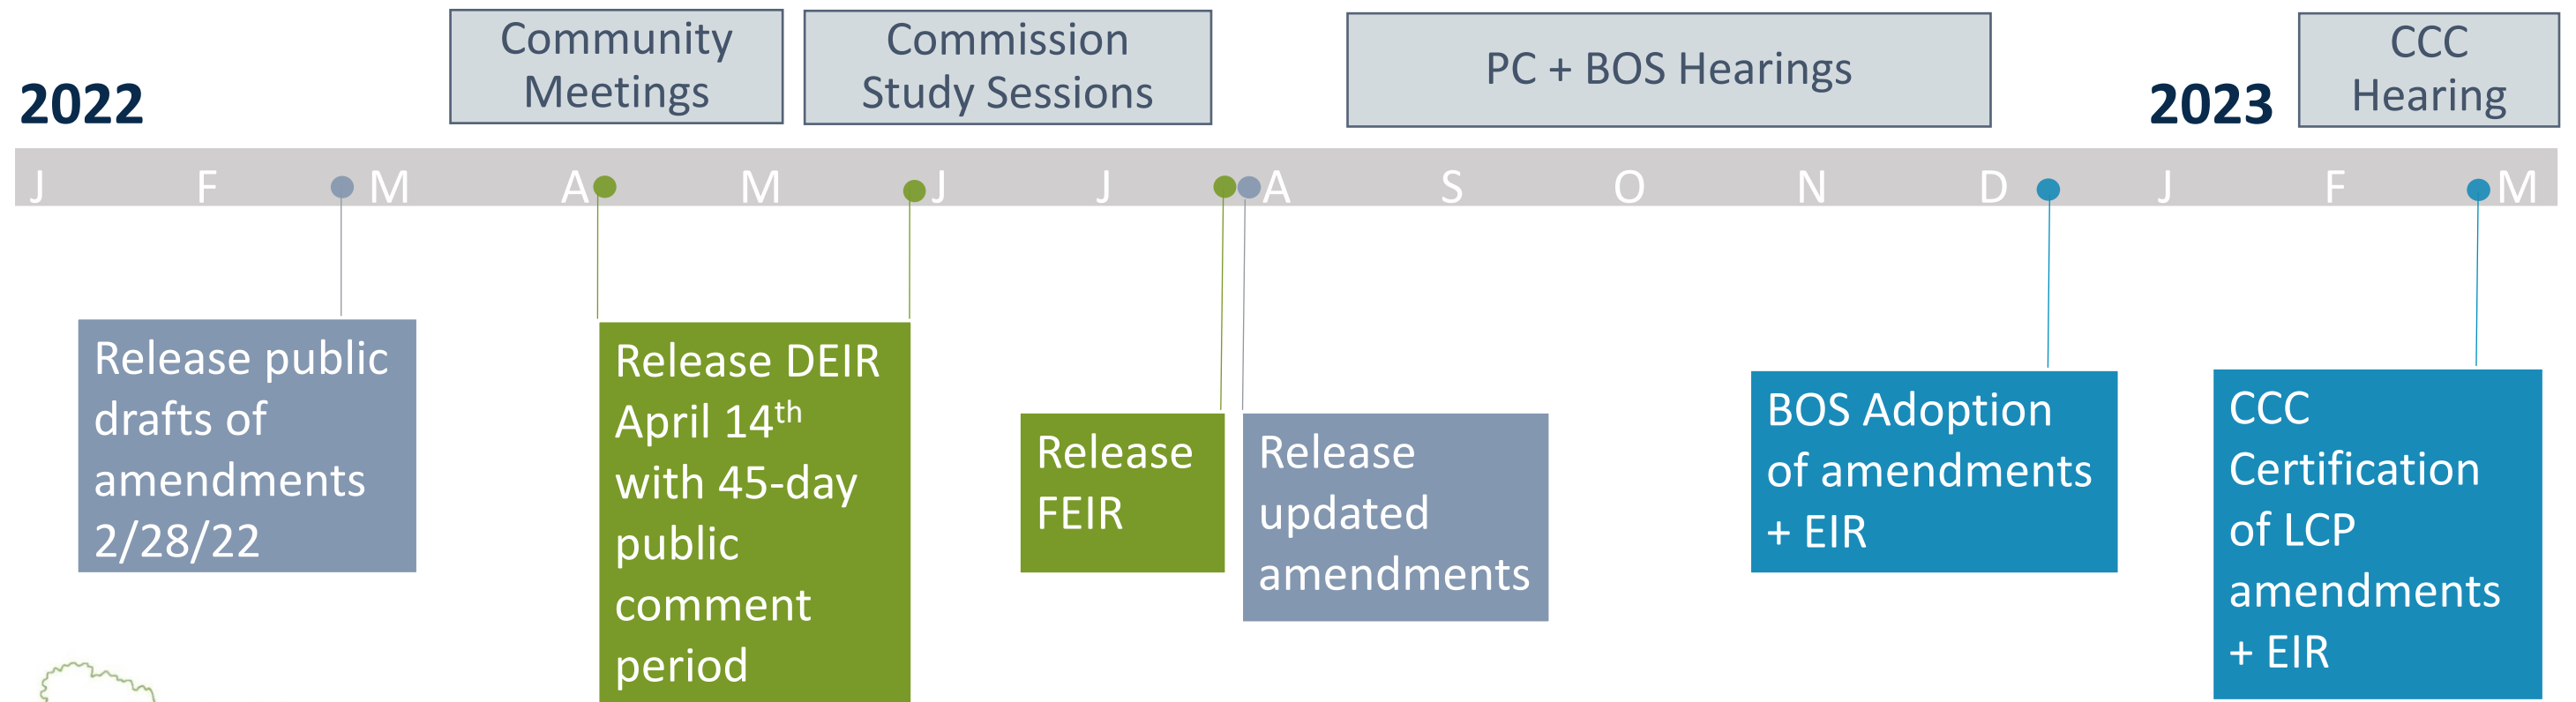 Community
Meetings
Commission
Study Sessions
PC + BOS Hearings
CCC
Hearing
2022
2023
J F M A M J J A S O N D J F M
Release public
drafts of
amendments
2/28/22
Release DEIR
April 14th
with 45-day
public
comment
period
Release
FEIR
Release
updated
amendments
BOS Adoption
of amendments
+ EIR
CCC
Certification
of LCP
amendments
+ EIR